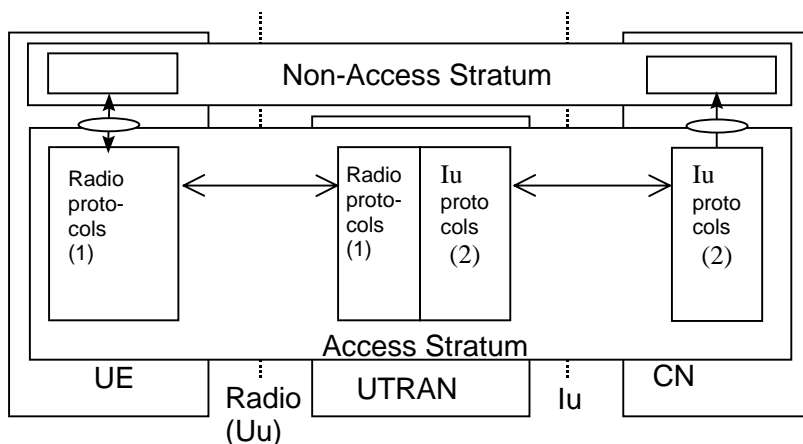 Non-Access Stratum
Radio
proto-
cols
(1)
Radio
proto-
cols
(1)
Iu
proto
cols
(2)
Iu
proto
cols
(2)
Access Stratum
UE
Radio
(Uu)
UTRAN
Iu
CN